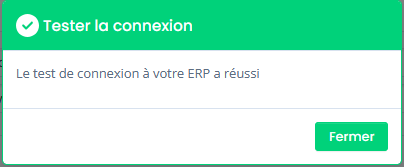 Tester la connexion
Le test de connexion à votre ERP a réussi
Fermer